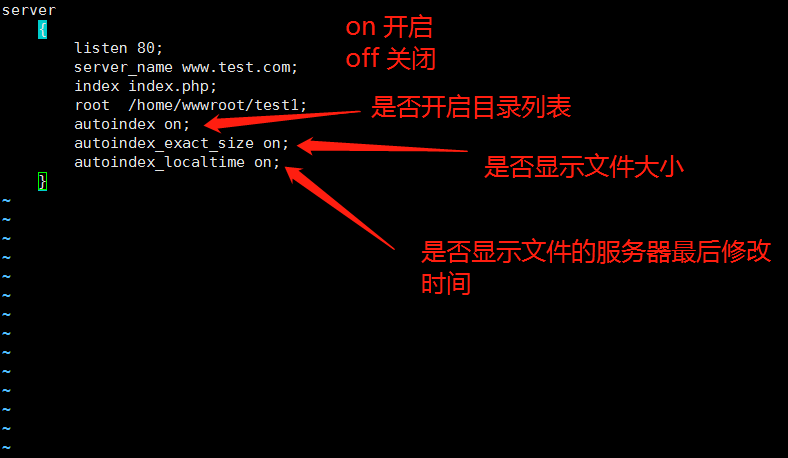 server
{
listen 80;
server_name www.test.com;
index index.php;
root  /home/wwwroot/test1;
autoindex on;
autoindex_exact_size on;
autoindex_localtime on;
}
on 开启
off 关闭
是否开启目录列表
是否显示文件大小
是否显示文件的服务器最后修改
时间
~
~
~
~
~
~
~
~
~
~
~
~
~
~